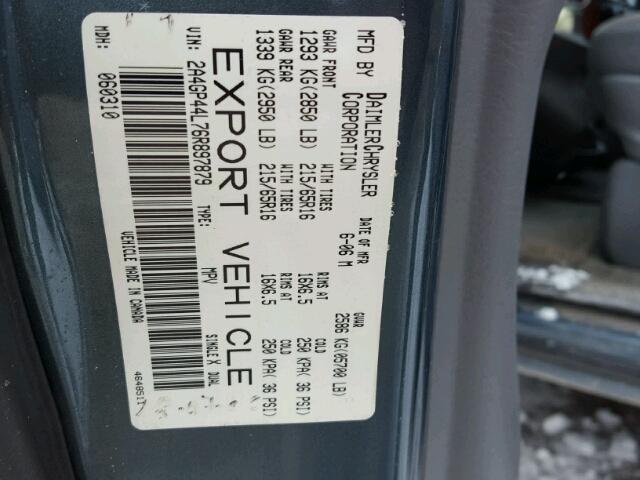 MFD BY DAIMLERCHRYSLER CORPORATION
DATE OF MFR 6-06 M
GVWR 2586 KG(05700 LB)
GAWR FRONT WITH TIRES RIMS AT COLD
1293 KG(2850 LB) 215/65R16 16X6.5 250 KPA( 36 PSI)
GAWR REAR WITH TIRES RIMS AT COLD
1339 KG(2950 LB) 215/65R16 16X6.5 250 KPA( 36 PSI)
EXPORT VEHICLE
VIN: 2A4GP44L76R897879 TYPE: MPV SINGLE X DUAL
MDH: 060310 VEHICLE MADE IN CANADA